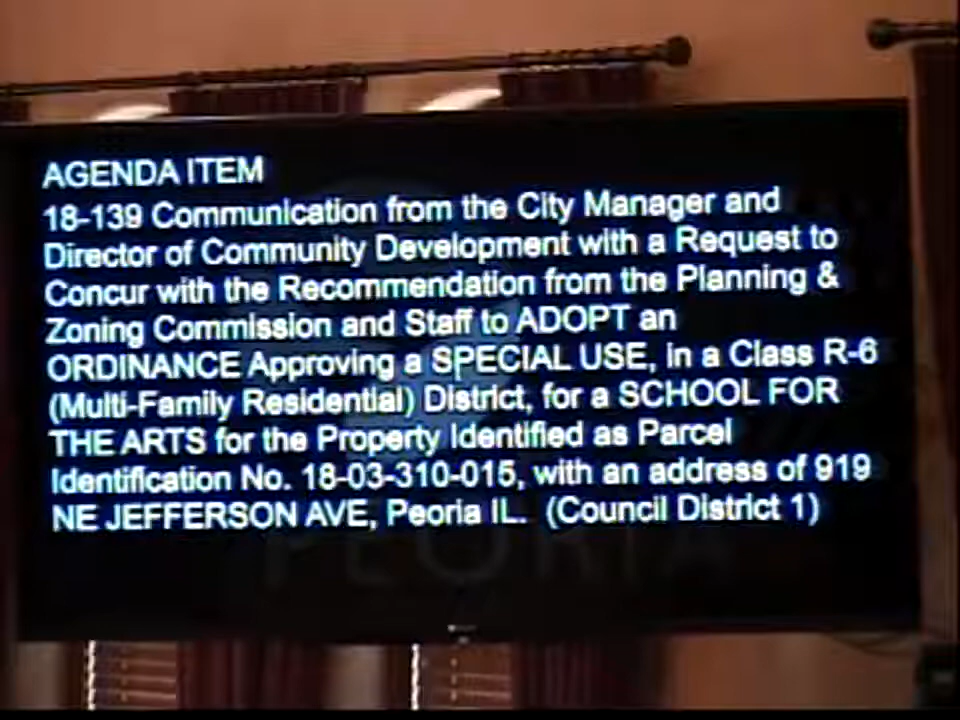 AGENDA ITEM
18-139 Communication from the City Manager and
Director of Community Development with a Request to
Concur with the Recommendation from the Planning &
Zoning Commission and Staff to ADOPT an
ORDINANCE Approving a SPECIAL USE, in a Class R-6
(Multi-Family Residential) District, for a SCHOOL FOR
THE ARTS for the Property Identified as Parcel
Identification No. 18-03-310-015, with an address of 919
NE JEFFERSON AVE, Peoria IL. (Council District 1)
PEORIA